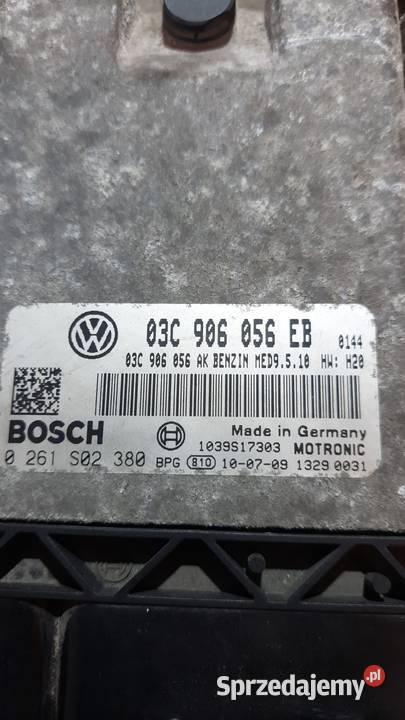 03C 906 056 EB 0144
03C 906 056 AK BENZIN MED9.5.10 HW: H20
Made in Germany
BOSCH
1039S17303 MOTRONIC
0 261 S02 380 BPG 810 10-07-09 1329 0031
Sprzedajemy.pl